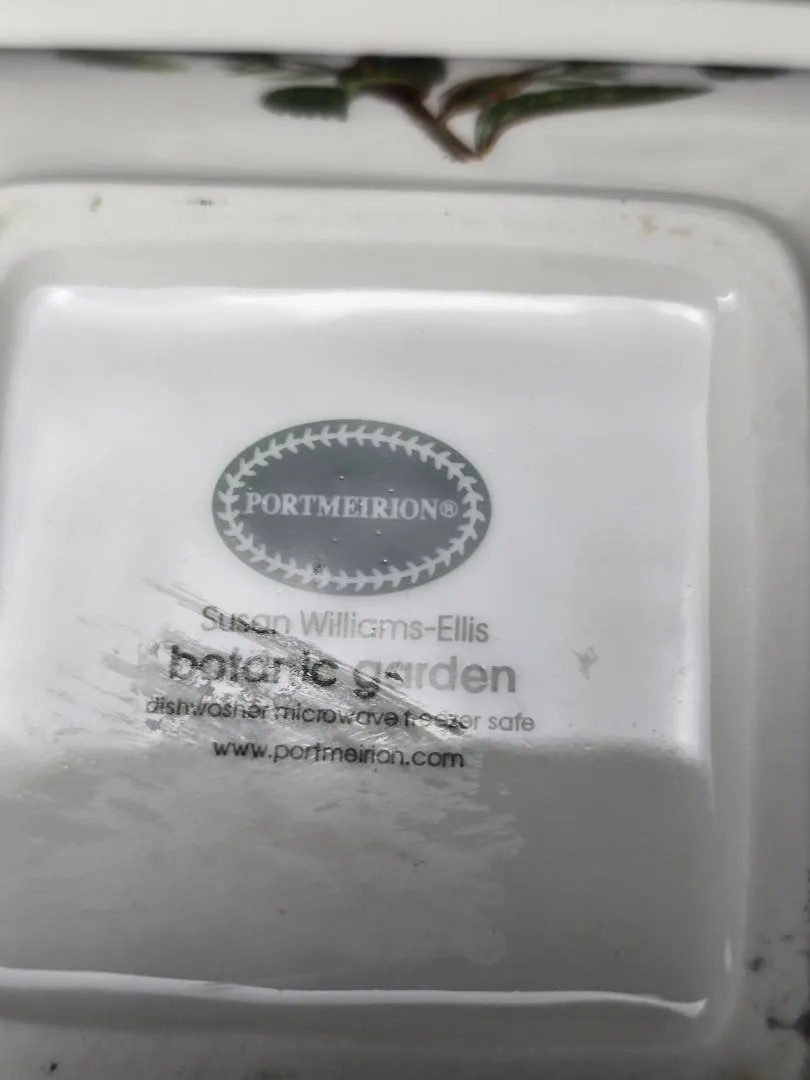 PORTMEIRION®
Susan Williams-Ellis
botanic garden
dishwasher microwave freezer safe
www.portmeirion.com